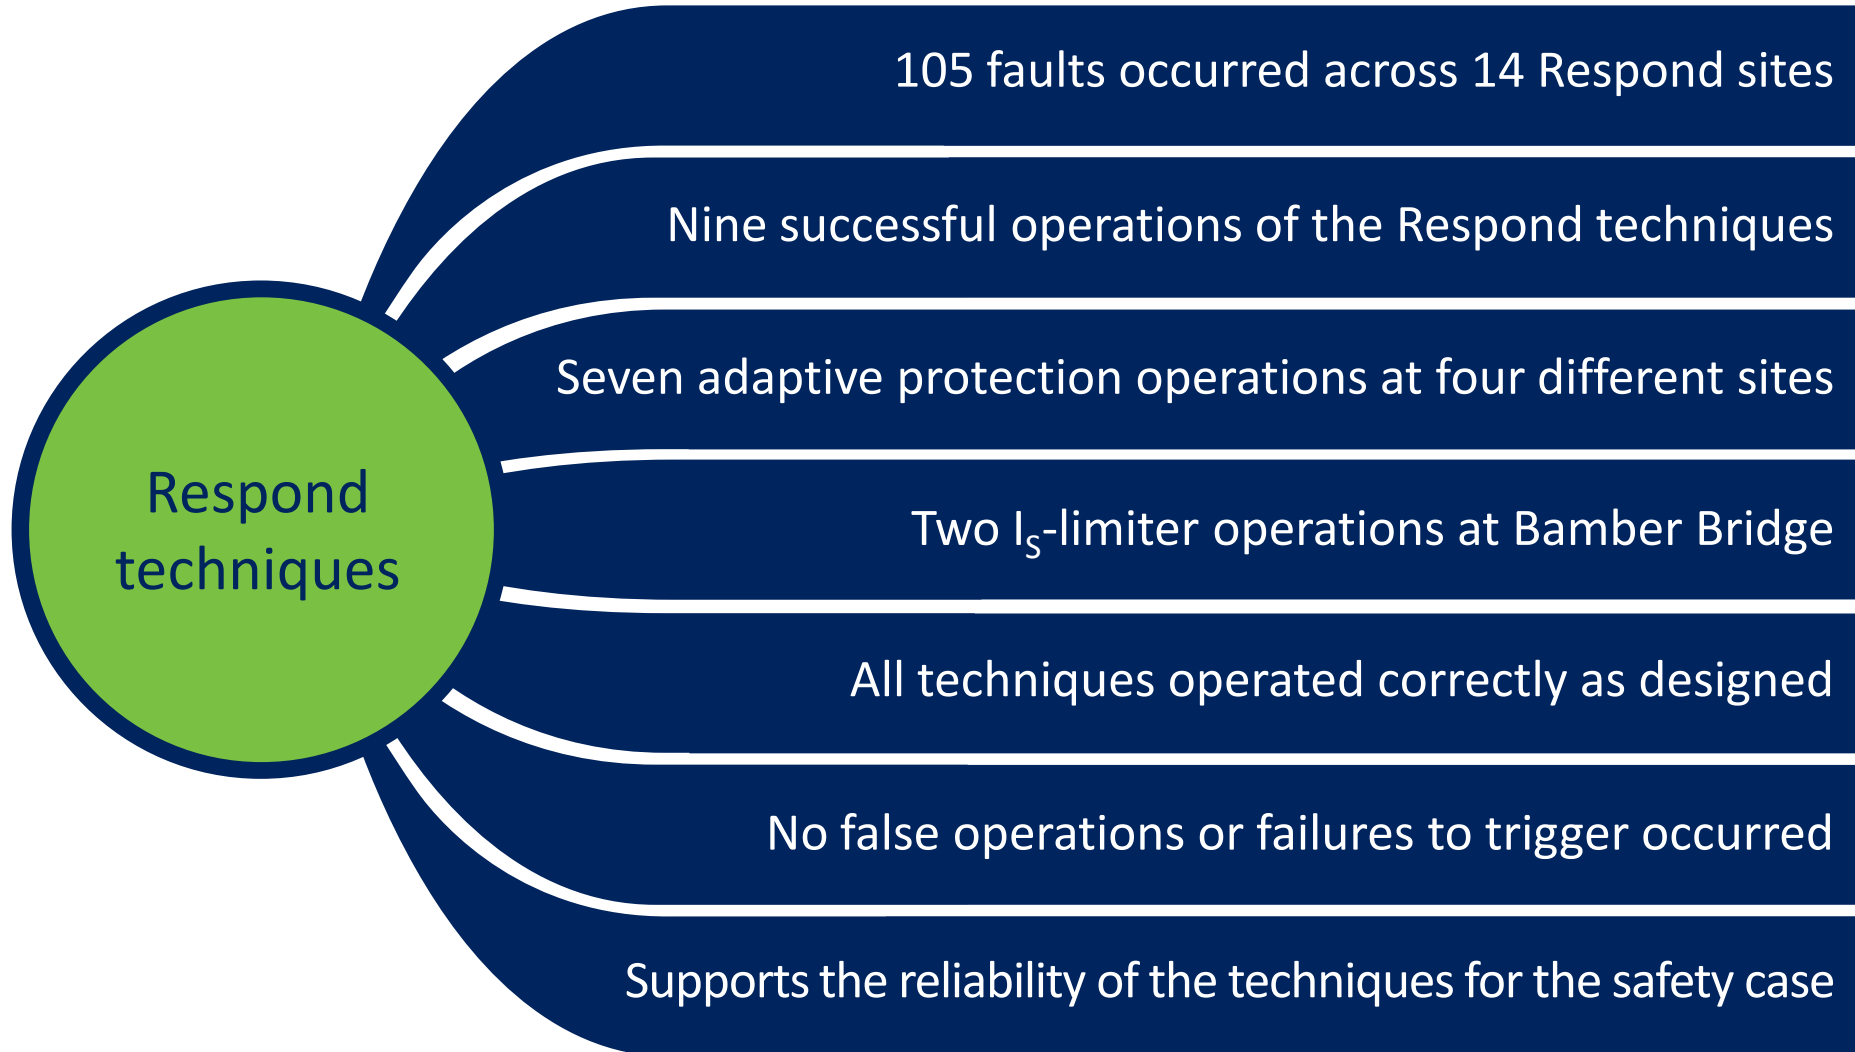 105 faults occurred across 14 Respond sites
Nine successful operations of the Respond techniques
Seven adaptive protection operations at four different sites
Respond
techniques
Two I_S-limiter operations at Bamber Bridge
All techniques operated correctly as designed
No false operations or failures to trigger occurred
Supports the reliability of the techniques for the safety case